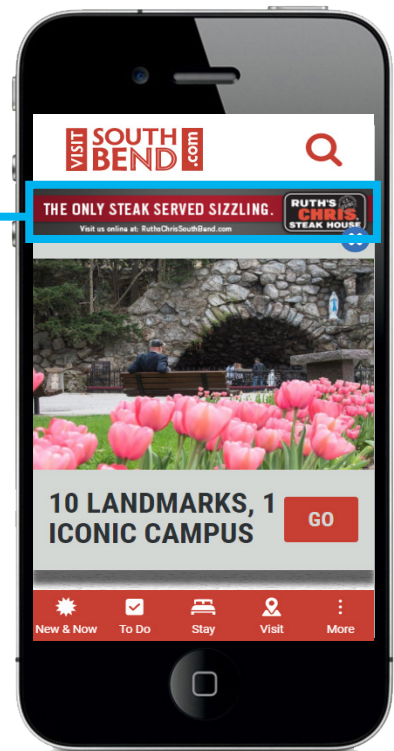 VISIT SOUTH BEND .com
THE ONLY STEAK SERVED SIZZLING.
Visit us online at: RuthsChrisSouthBend.com
RUTH'S
CHRIS
STEAK HOUSE
10 LANDMARKS, 1
ICONIC CAMPUS
GO
New & Now To Do Stay Visit More